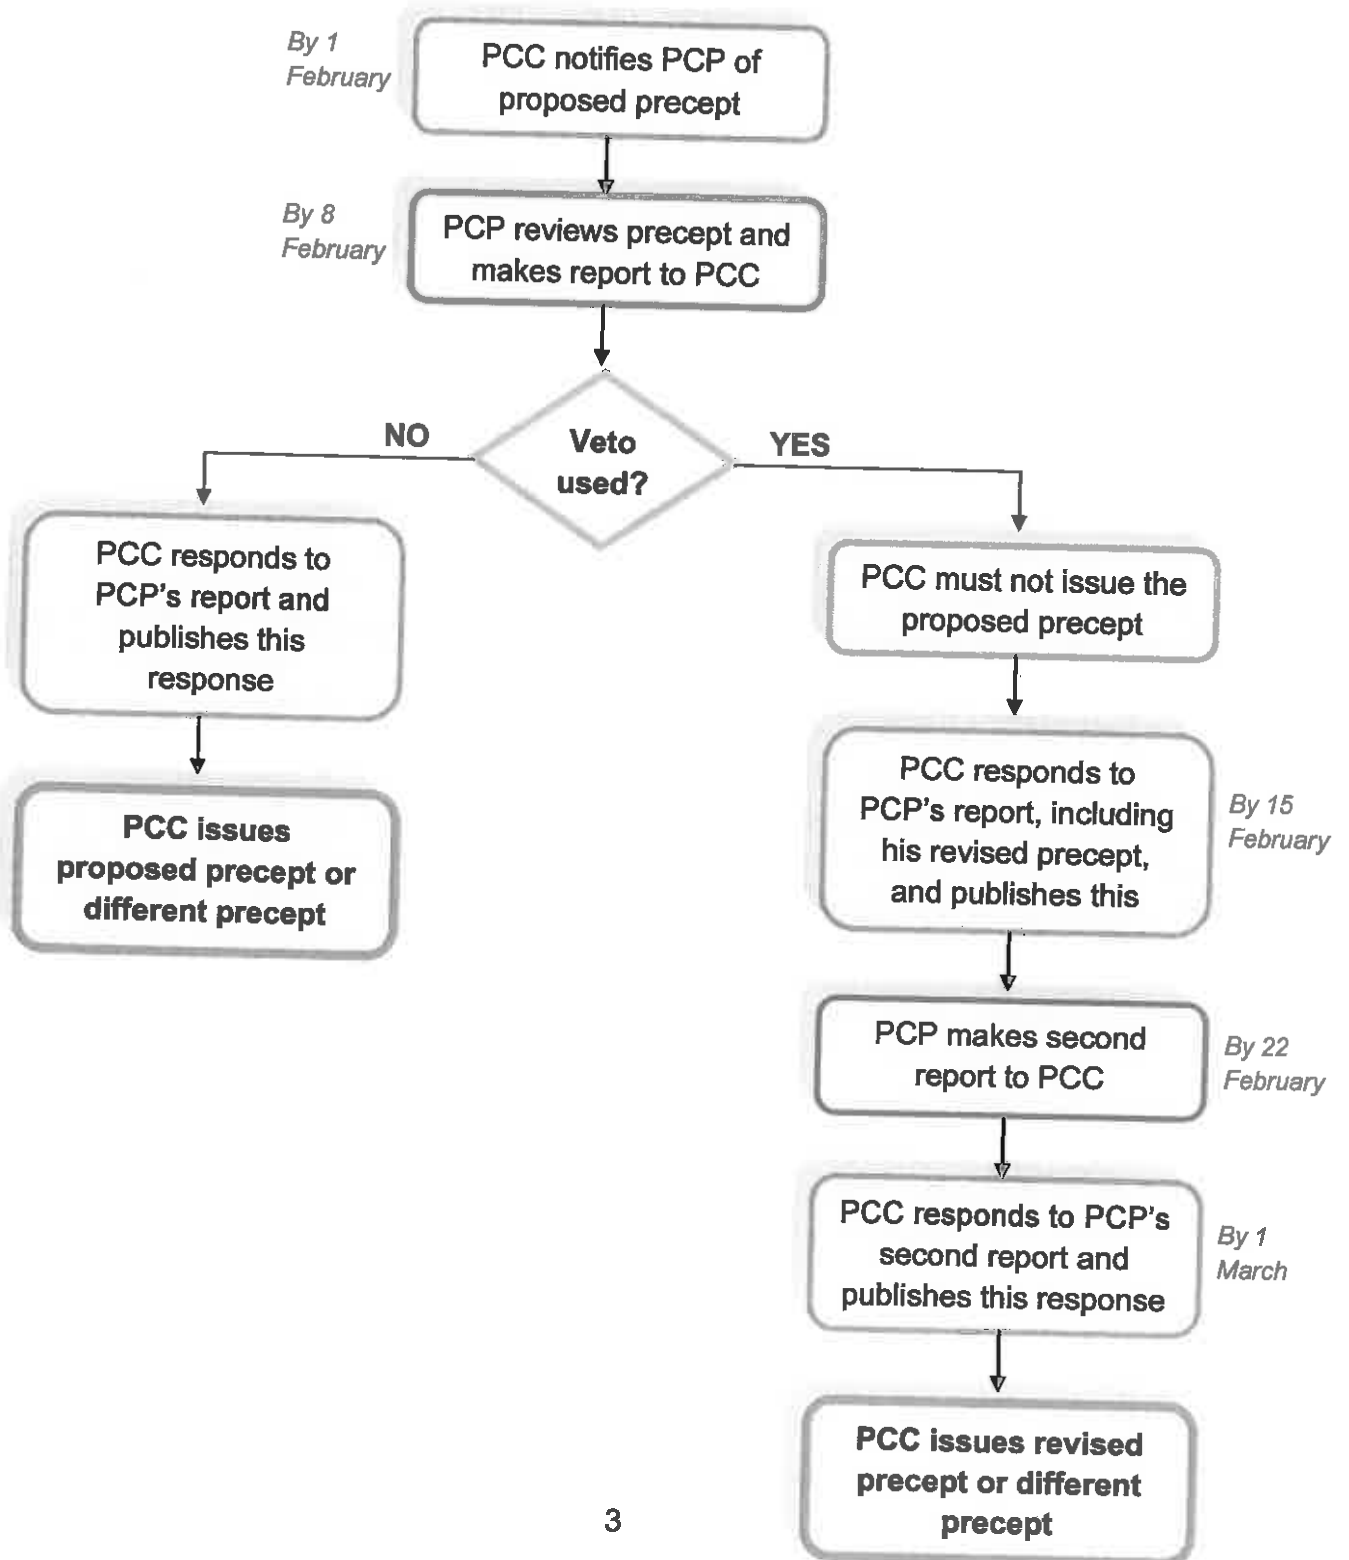 By 1
February
PCC notifies PCP of
proposed precept
By 8
February
PCP reviews precept and
makes report to PCC
Veto
used?
NO
YES
PCC responds to
PCP's report and
publishes this
response
PCC issues
proposed precept or
different precept
PCC must not issue the
proposed precept
PCC responds to
PCP's report, including
his revised precept,
and publishes this
By 15
February
PCP makes second
report to PCC
By 22
February
PCC responds to PCP's
second report and
publishes this response
By 1
March
PCC issues revised
precept or different
precept
3